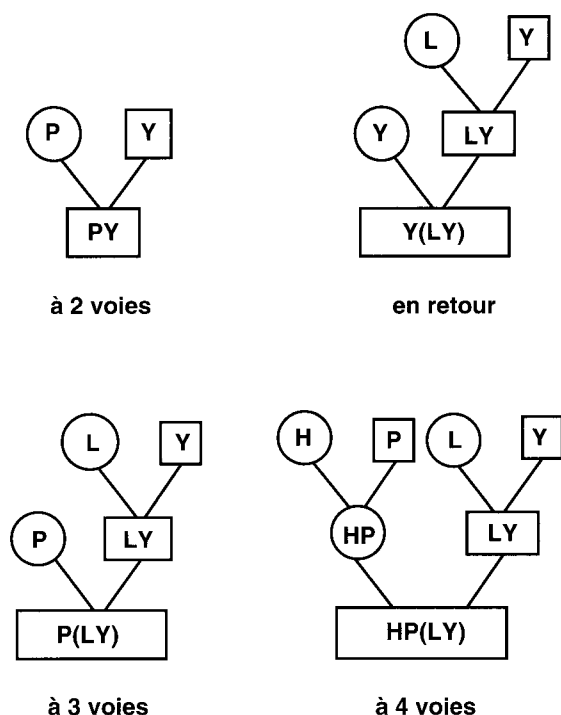 L Y
P Y
Y LY
PY
Y(LY)
à 2 voies
en retour
H P L Y
L Y
P LY
HP LY
P(LY)
HP(LY)
à 3 voies
à 4 voies